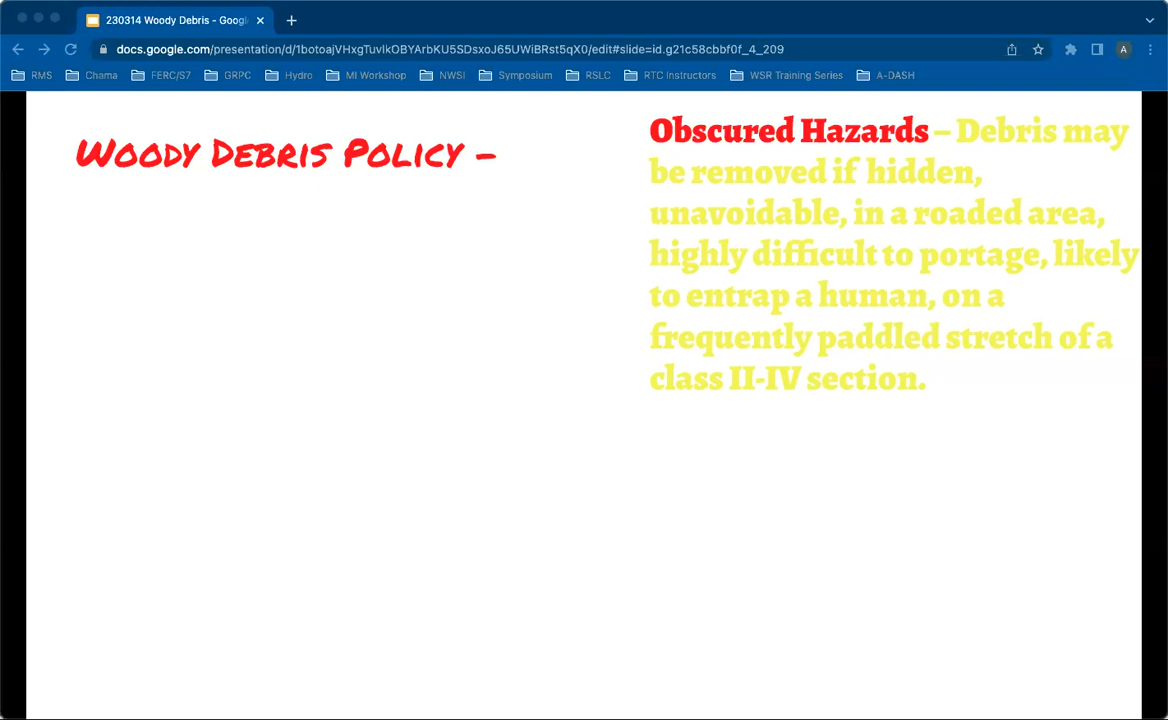 230314 Woody Debris - Googl
docs.google.com/presentation/d/1botoajVHxgTuvlkOBYArbKU5SDsxoJ65UWiBRst5qX0/edit#slide=id.g21c58cbbf0f_4_209
A
RMS Chama FERC/S7 GRPC Hydro MI Workshop NWSI Symposium RSLC RTC Instructors WSR Training Series A-DASH
Woody Debris Policy –
Obscured Hazards – Debris may
be removed if hidden,
unavoidable, in a roaded area,
highly difficult to portage, likely
to entrap a human, on a
frequently paddled stretch of a
class II-IV section.